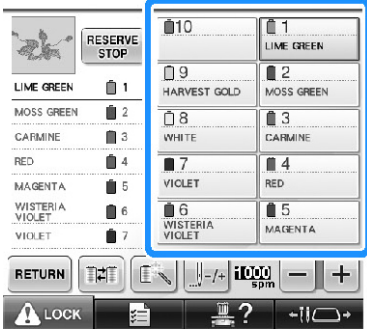 RESERVE
STOP
LIME GREEN 1
MOSS GREEN 2
CARMINE 3
RED 4
MAGENTA 5
WISTERIA
VIOLET 6
VIOLET 7
10
1
LIME GREEN
9
HARVEST GOLD
2
MOSS GREEN
8
WHITE
3
CARMINE
7
VIOLET
4
RED
6
WISTERIA
VIOLET
5
MAGENTA
RETURN
-/+
1000
spm
−
+
LOCK
?